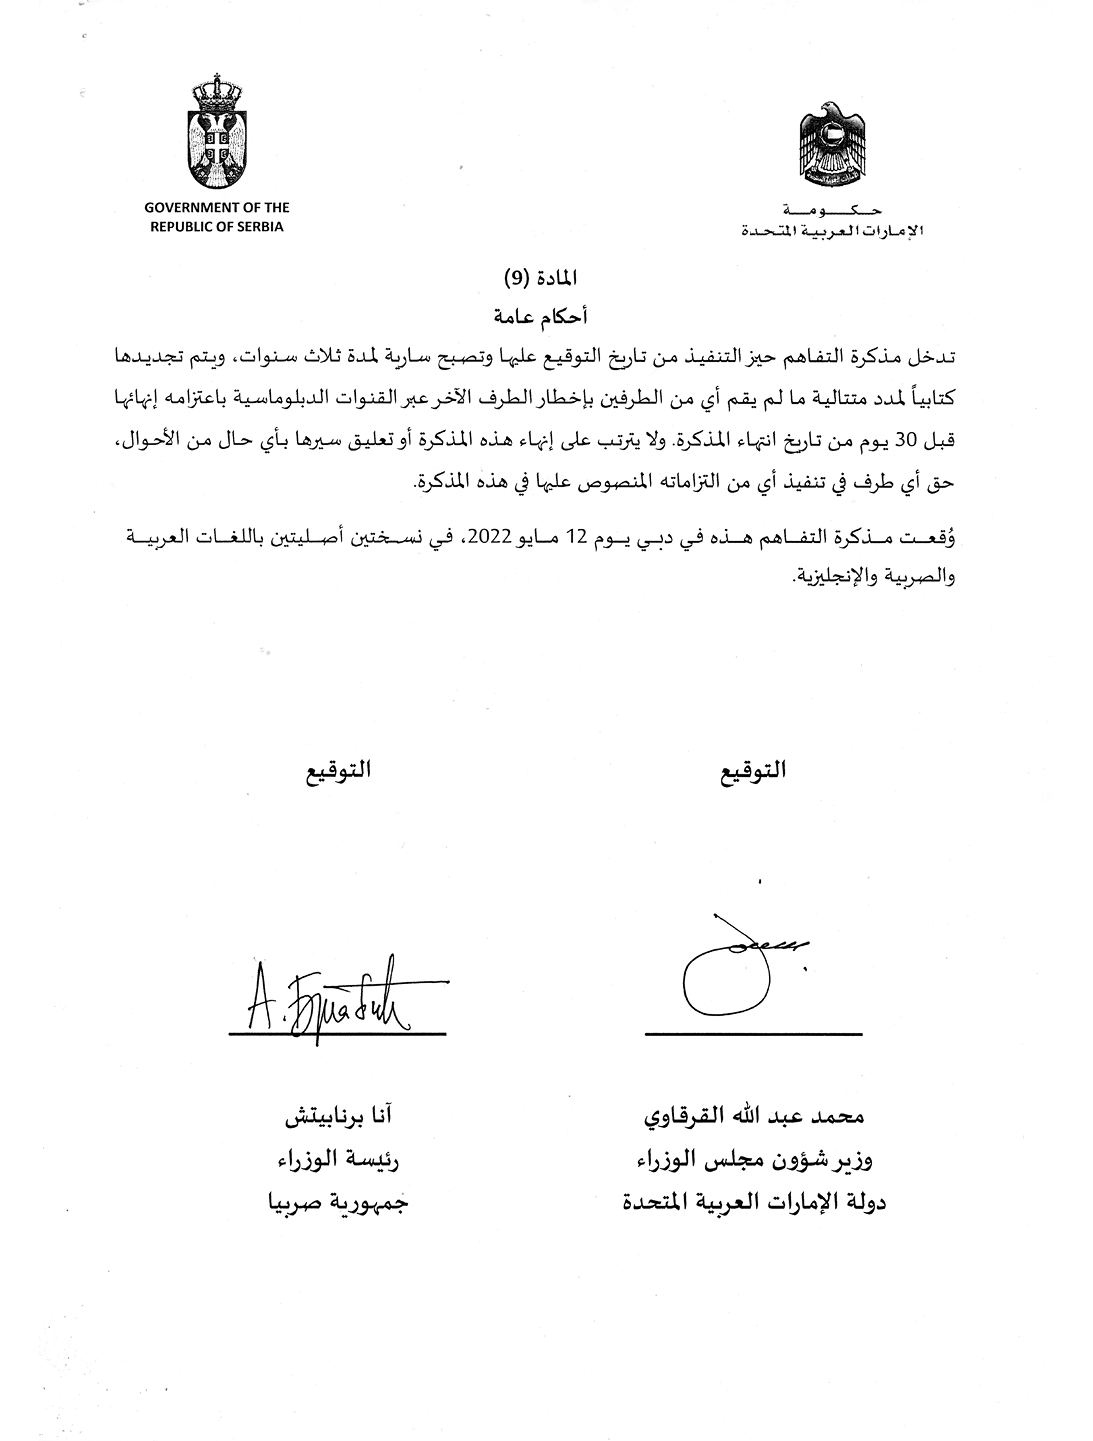 GOVERNMENT OF THE
REPUBLIC OF SERBIA
حكومة
الإمارات العربية المتحدة
المادة (9)
أحكام عامة
تدخل مذكرة التفاهم حيز التنفيذ من تاريخ التوقيع عليها وتصبح سارية لمدة ثلاث سنوات، ويتم تجديدها
كتابياً لمدد متتالية ما لم يقم أي من الطرفين بإخطار الطرف الآخر عبر القنوات الدبلوماسية باعتزامه إنهائها
قبل 30 يوم من تاريخ انتهاء المذكرة. ولا يترتب على إنهاء هذه المذكرة أو تعليق سيرها بأي حال من الأحوال،
حق أي طرف في تنفيذ أي من التزاماته المنصوص عليها في هذه المذكرة.
وُقعت مذكرة التفاهم هذه في دبي يوم 12 مايو 2022، في نسختين أصليتين باللغات العربية
والصربية والإنجليزية.
التوقيع
التوقيع
А. Брнабић
محمد عبد الله القرقاوي
وزير شؤون مجلس الوزراء
دولة الإمارات العربية المتحدة
آنا برنابيتش
رئيسة الوزراء
جمهورية صربيا